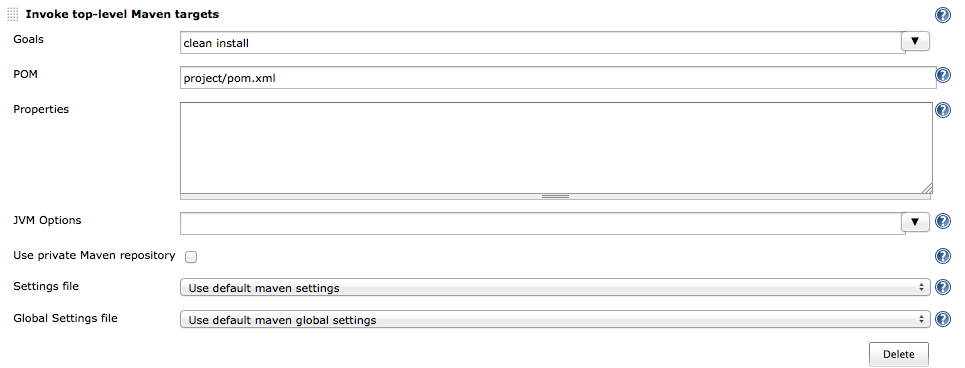 Invoke top-level Maven targets
Goals clean install
POM project/pom.xml
Properties
JVM Options
Use private Maven repository
Settings file Use default maven settings
Global Settings file Use default maven global settings
Delete